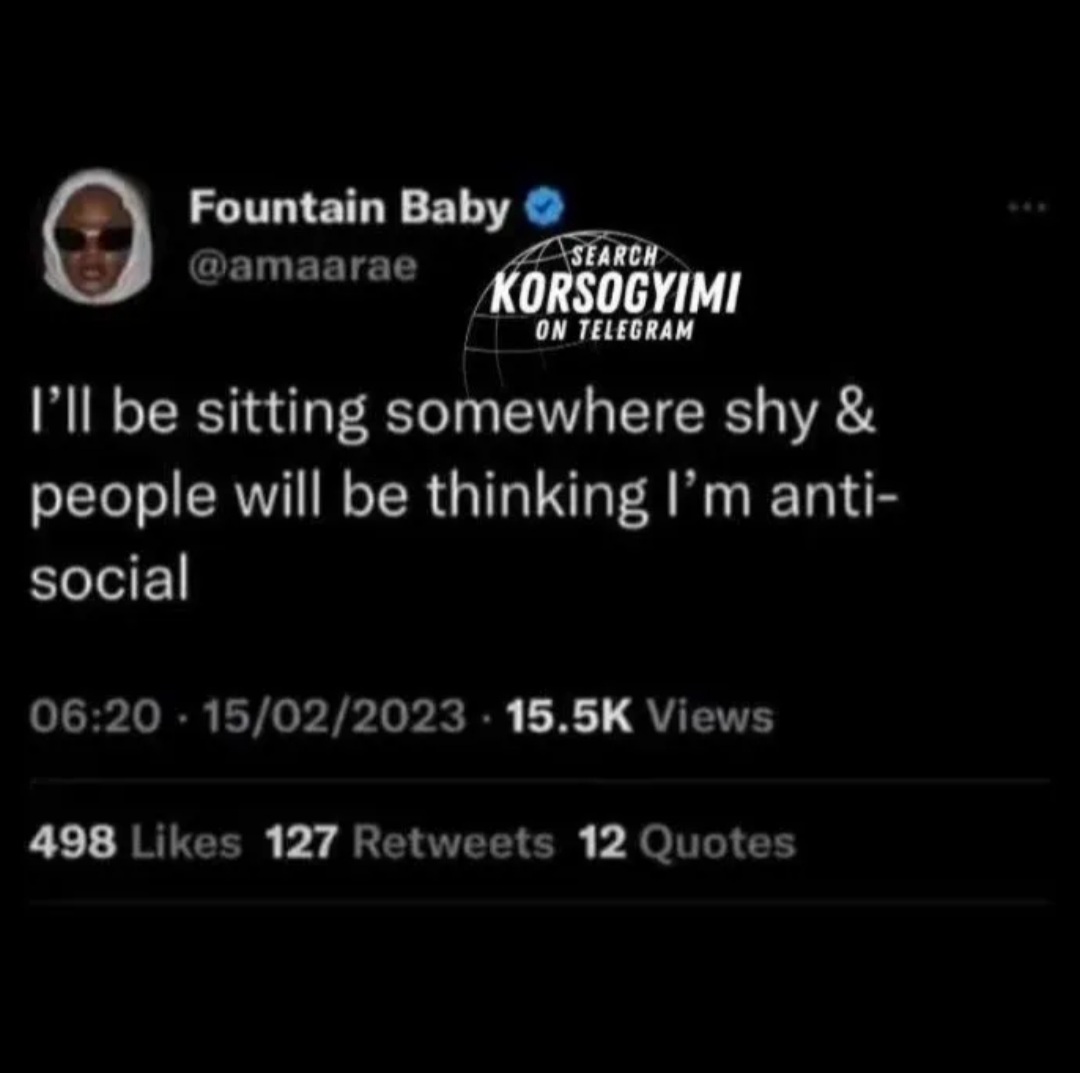 Fountain Baby
@amaarae
SEARCH
KORSOGYIMI
ON TELEGRAM
I’ll be sitting somewhere shy &
people will be thinking I’m anti-
social
06:20 · 15/02/2023 · 15.5K Views
498 Likes 127 Retweets 12 Quotes